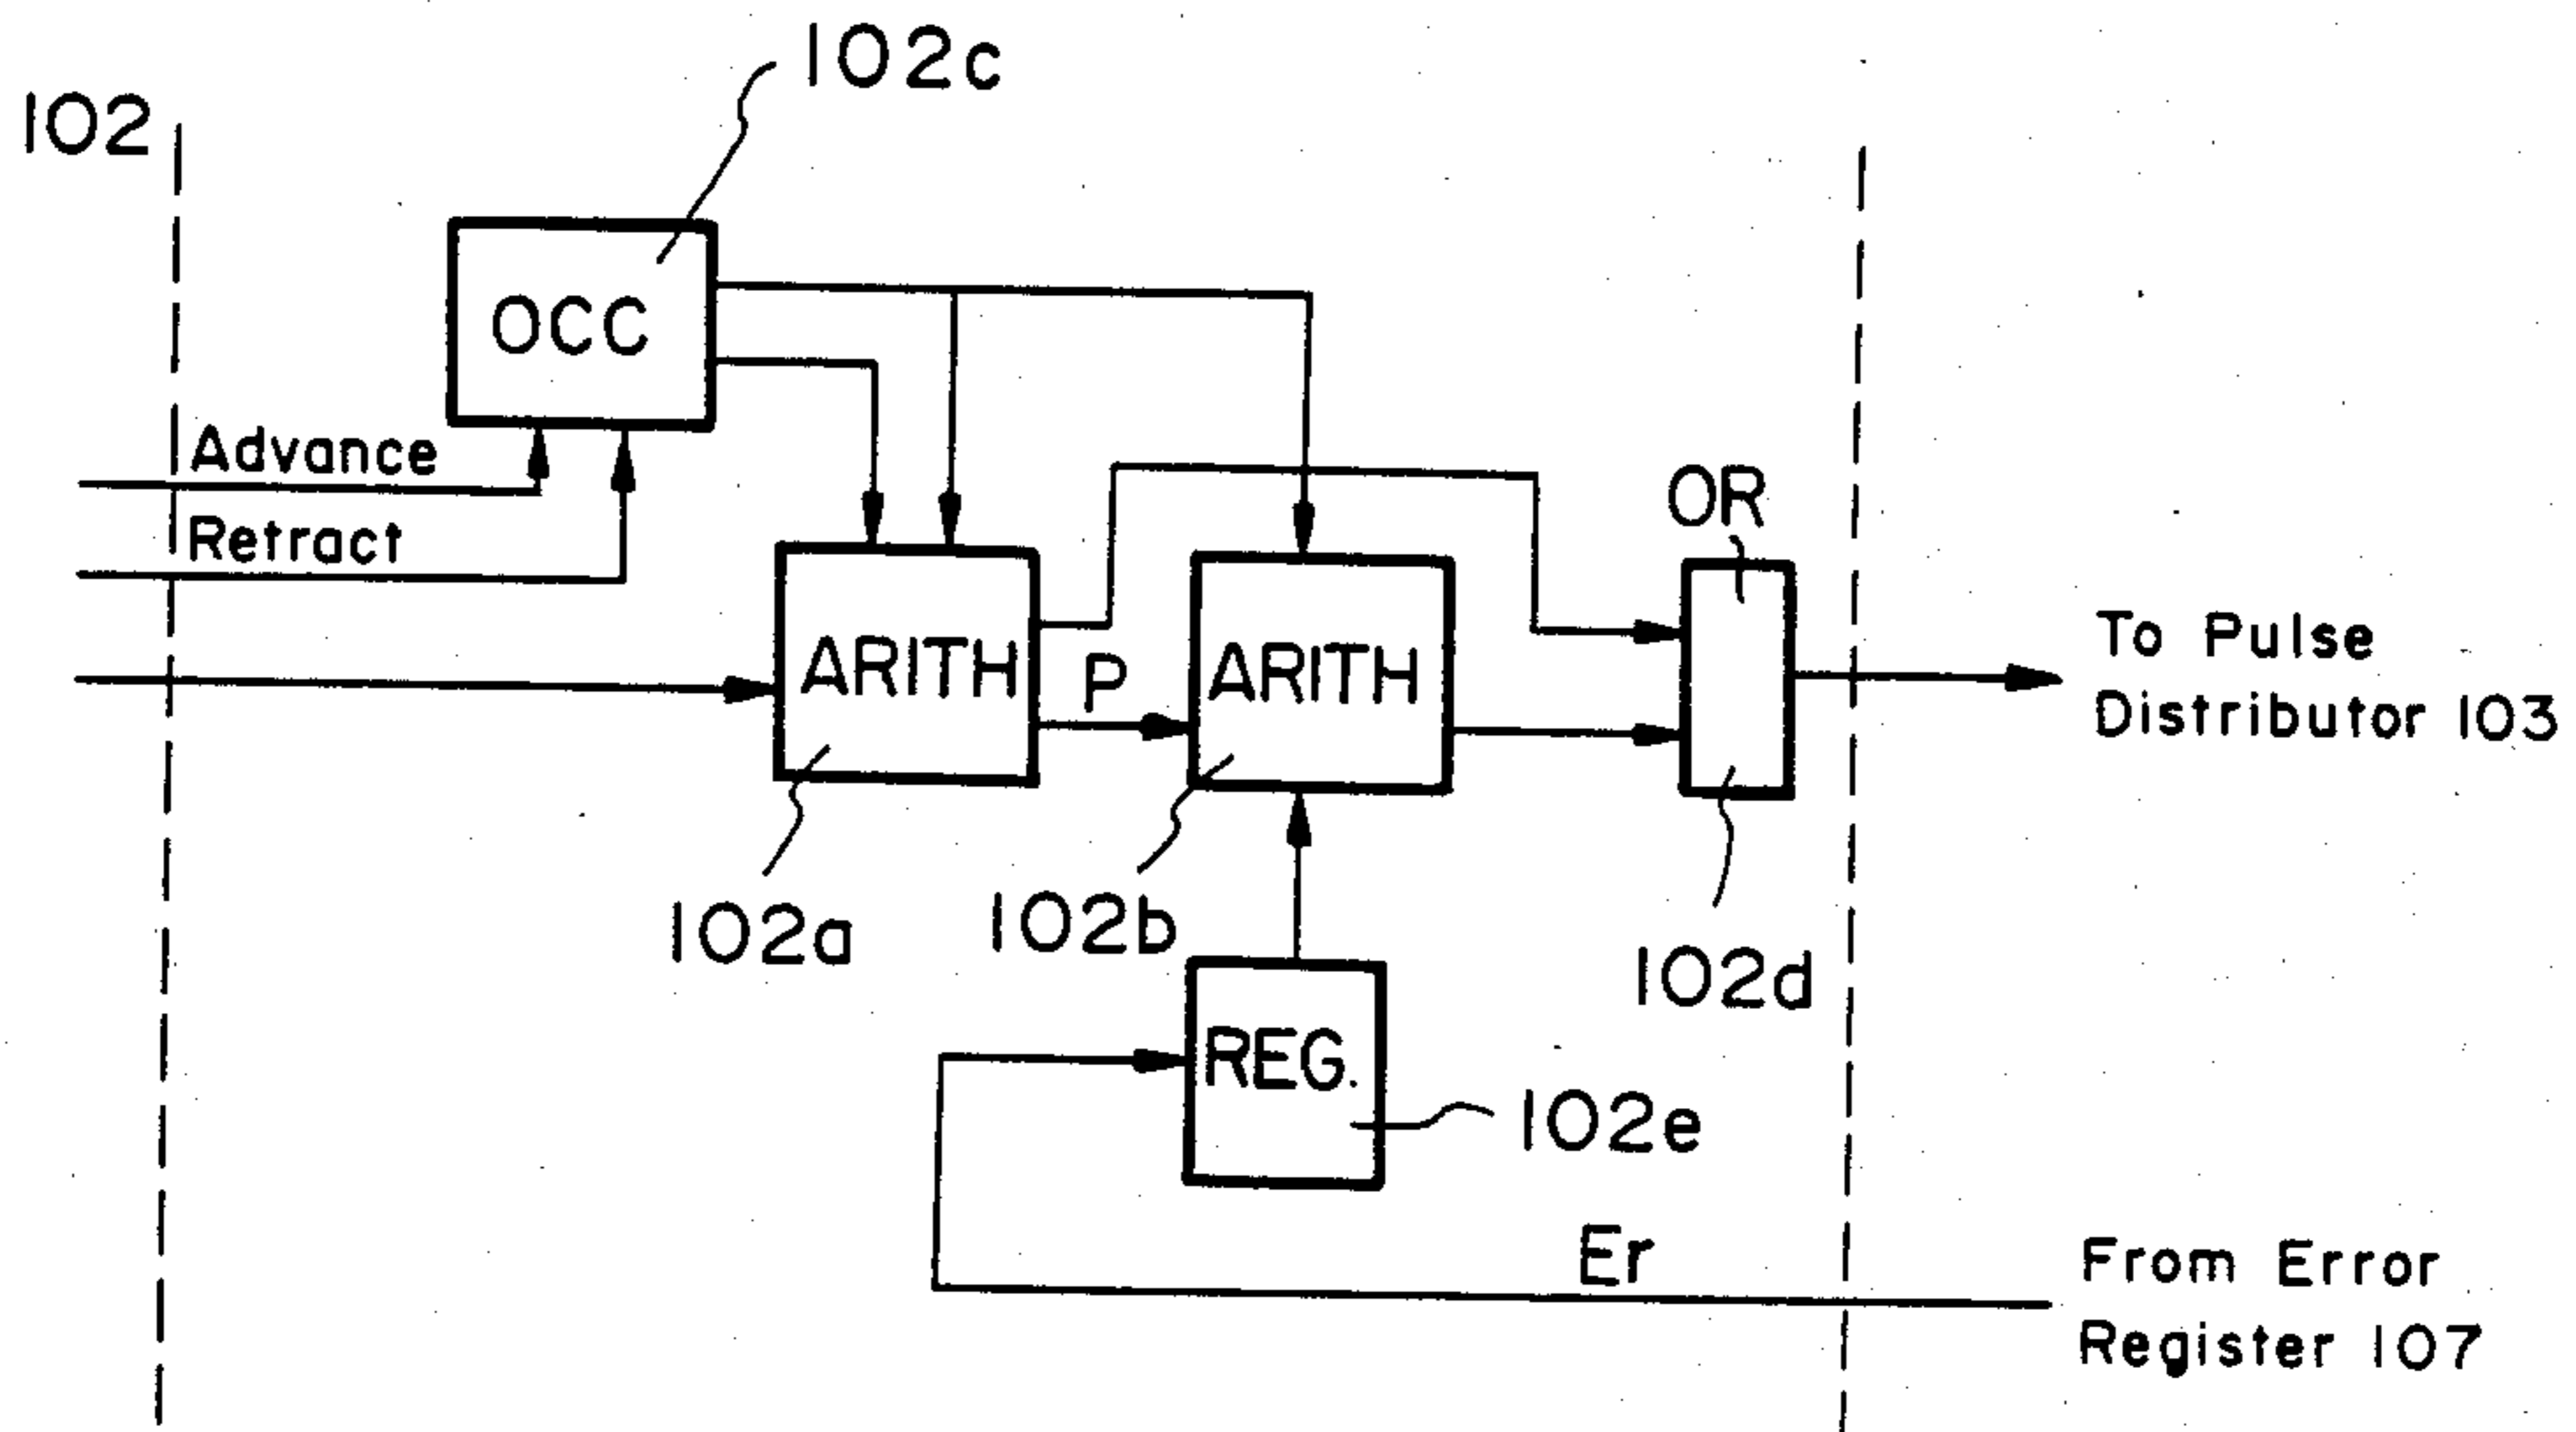 102c
102
OCC
Advance
Retract
OR
ARITH
P
ARITH
To Pulse
Distributor 103
102a
102b
102d
REG.
102e
Er
From Error
Register 107